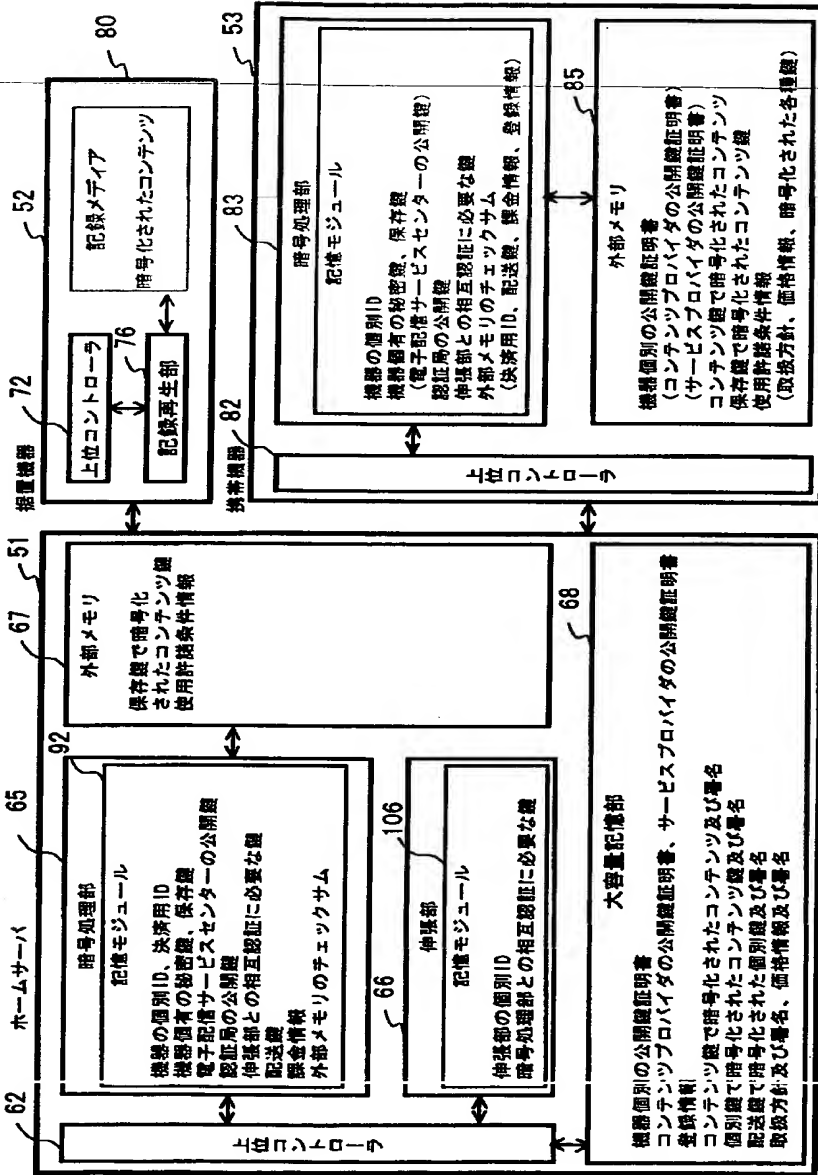 ホームサーバ
51
62
上位コントローラ
65
暗号処理部
92
記憶モジュール
機器の個別ID、決済用ID
機器個有の秘密鍵、保存鍵
電子配信サービスセンターの公開鍵
認証局の公開鍵
伸張部との相互認証に必要な鍵
配送鍵
課金情報
外部メモリのチェックサム
67
外部メモリ
保存鍵で暗号化
されたコンテンツ鍵
使用許諾条件情報
66
伸張部
106
記憶モジュール
伸張部の個別ID
暗号処理部との相互認証に必要な鍵
68
大容量記憶部
機器個別の公開鍵証明書
コンテンツプロバイダの公開鍵証明書、サービスプロバイダの公開鍵証明書
登録情報
コンテンツ鍵で暗号化されたコンテンツ及び署名
個別鍵で暗号化されたコンテンツ鍵及び署名
配送鍵で暗号化された個別鍵及び署名
取扱方針及び署名、価格情報及び署名
据置機器
52
72
上位コントローラ
76
記録再生部
80
記録メディア
暗号化されたコンテンツ
携帯機器
53
82
上位コントローラ
83
暗号処理部
記憶モジュール
機器の個別ID
機器個有の秘密鍵、保存鍵
(電子配信サービスセンターの公開鍵)
認証局の公開鍵
伸張部との相互認証に必要な鍵
外部メモリのチェックサム
(決済用ID、配送鍵、課金情報、登録情報)
85
外部メモリ
機器個別の公開鍵証明書
(コンテンツプロバイダの公開鍵証明書)
(サービスプロバイダの公開鍵証明書)
コンテンツ鍵で暗号化されたコンテンツ
保存鍵で暗号化されたコンテンツ鍵
使用許諾条件情報
(取扱方針、価格情報、暗号化された各種鍵)